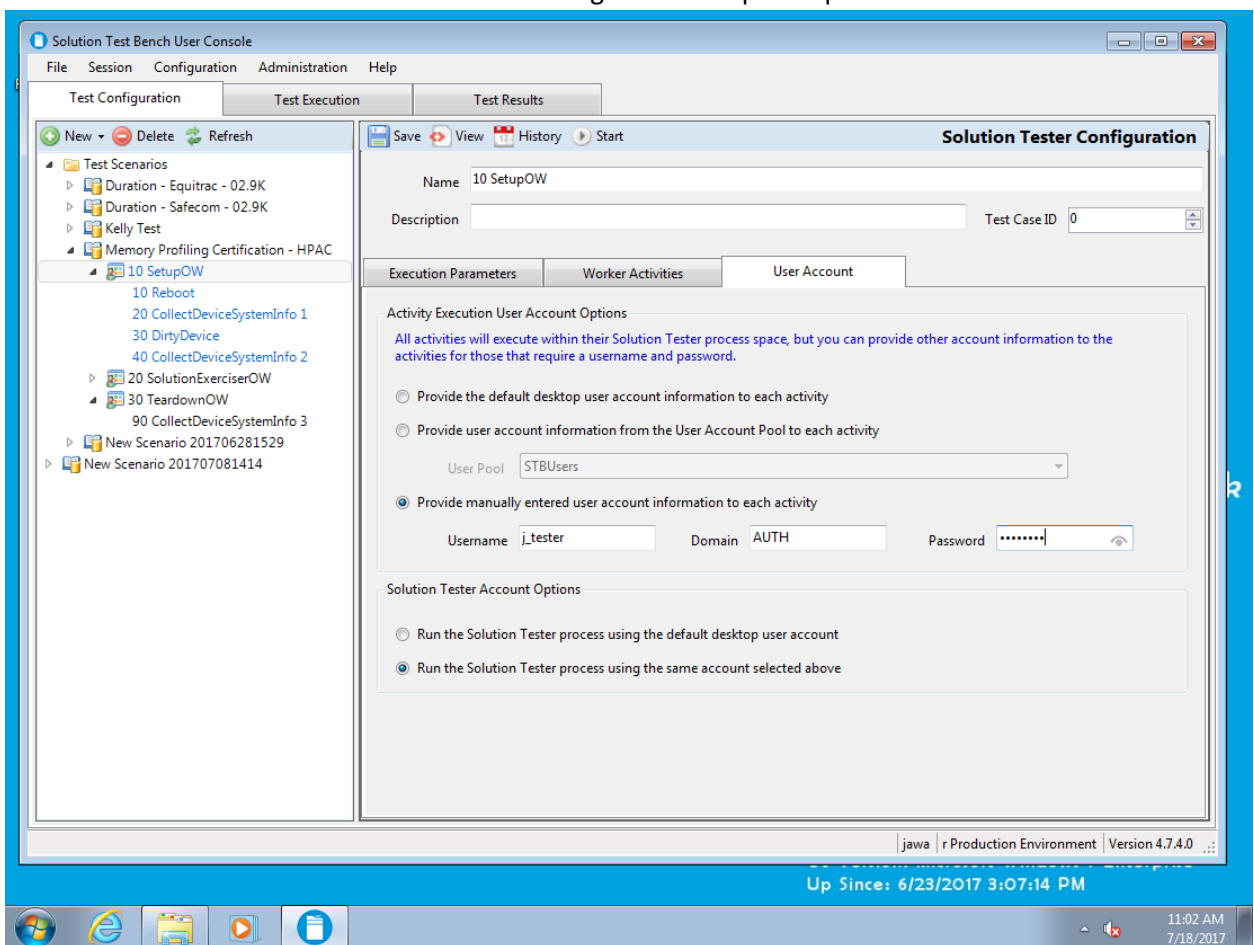 Solution Test Bench User Console
File Session Configuration Administration Help
Test Configuration Test Execution Test Results
New Delete Refresh
Save View History Start Solution Tester Configuration
Test Scenarios
Duration - Equitrac - 02.9K
Duration - Safecom - 02.9K
Kelly Test
Memory Profiling Certification - HPAC
10 SetupOW
10 Reboot
20 CollectDeviceSystemInfo 1
30 DirtyDevice
40 CollectDeviceSystemInfo 2
20 SolutionExerciserOW
30 TeardownOW
90 CollectDeviceSystemInfo 3
New Scenario 201706281529
New Scenario 201707081414
Name 10 SetupOW
Description Test Case ID 0
Execution Parameters Worker Activities User Account
Activity Execution User Account Options
All activities will execute within their Solution Tester process space, but you can provide other account information to the
activities for those that require a username and password.
Provide the default desktop user account information to each activity
Provide user account information from the User Account Pool to each activity
User Pool STBUsers
Provide manually entered user account information to each activity
Username j_tester Domain AUTH Password ••••••••
Solution Tester Account Options
Run the Solution Tester process using the default desktop user account
Run the Solution Tester process using the same account selected above
jawa r Production Environment Version 4.7.4.0
Up Since: 6/23/2017 3:07:14 PM
11:02 AM
7/18/2017